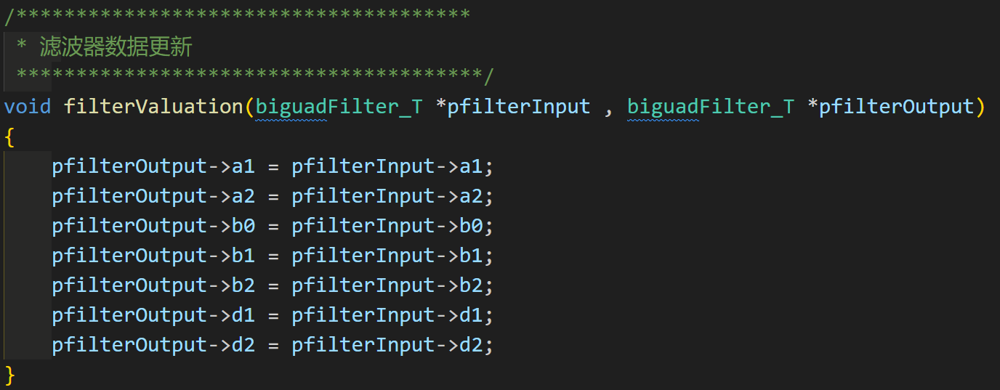 /**************************************
 * 滤波器数据更新
 ***************************************/
void filterValuation(biguadFilter_T *pfilterInput , biguadFilter_T *pfilterOutput)
{
    pfilterOutput->a1 = pfilterInput->a1;
    pfilterOutput->a2 = pfilterInput->a2;
    pfilterOutput->b0 = pfilterInput->b0;
    pfilterOutput->b1 = pfilterInput->b1;
    pfilterOutput->b2 = pfilterInput->b2;
    pfilterOutput->d1 = pfilterInput->d1;
    pfilterOutput->d2 = pfilterInput->d2;
}